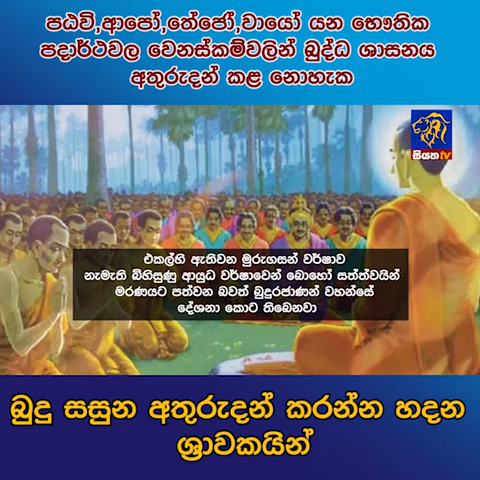 පඨවි,ආපෝ,තේජෝ,වායෝ යන භෞතික
පදාර්ථවල වෙනස්කම්වලින් බුද්ධ ශාසනය
අතුරුදන් කළ නොහැක
සියත tv
එකල්හි ඇතිවන මුරුගසන් වර්ෂාව
නැමැති බිහිසුණු ආයුධ වර්ෂාවෙන් බොහෝ සත්ත්වයින්
මරණයට පත්වන බවත් බුදුරජාණන් වහන්සේ
දේශනා කොට තිබෙනවා
බුදු සසුන අතුරුදන් කරන්න හදන
ශ්‍රාවකයින්